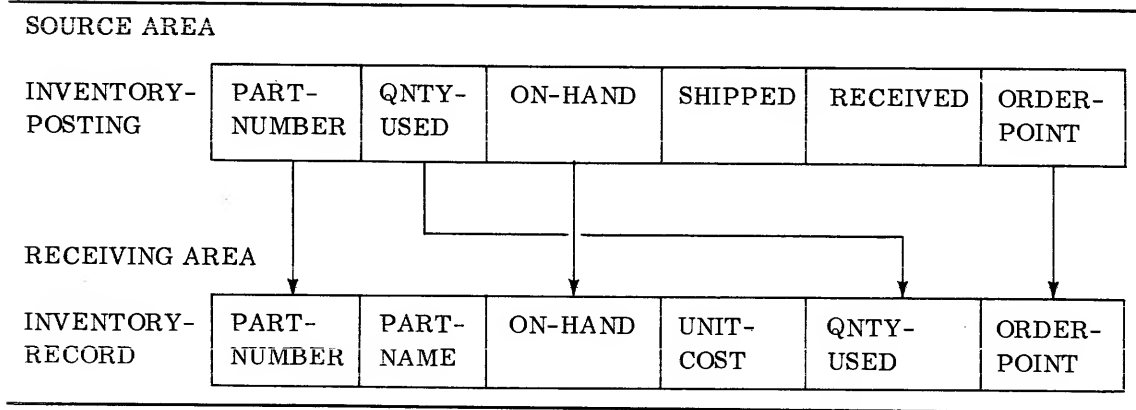 SOURCE AREA
INVENTORY-
POSTING
PART-
NUMBER
QNTY-
USED
ON-HAND
SHIPPED
RECEIVED
ORDER-
POINT
RECEIVING AREA
INVENTORY-
RECORD
PART-
NUMBER
PART-
NAME
ON-HAND
UNIT-
COST
QNTY-
USED
ORDER-
POINT